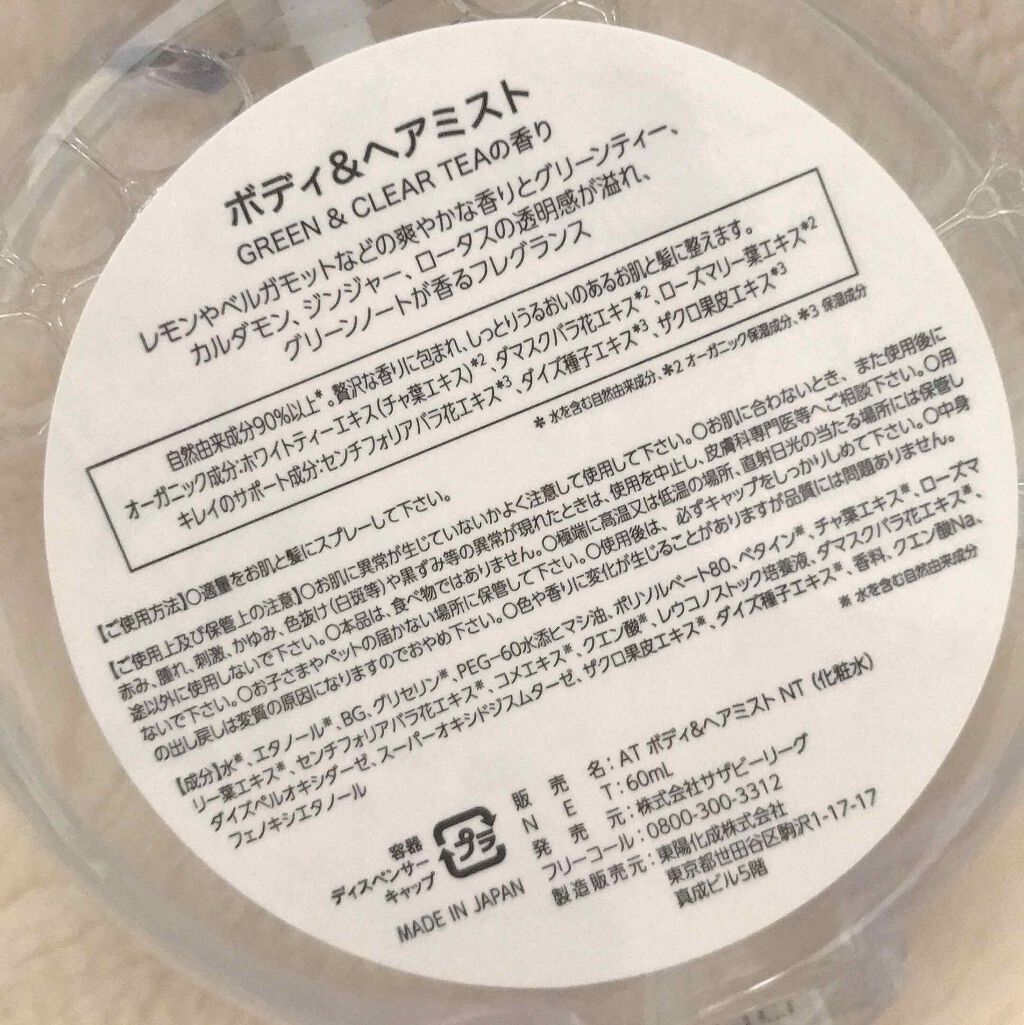 ボディ&ヘアミスト
GREEN & CLEAR TEAの香り
レモンやベルガモットなどの爽やかな香りとグリーンティー、
カルダモン、ジンジャー、ロータスの透明感が溢れ、
グリーンノートが香るフレグランス
自然由来成分90%以上*。贅沢な香りに包まれ、しっとりうるおいのあるお肌と髪に整えます。
オーガニック成分:ホワイトティーエキス(チャ葉エキス)*2、ダマスクバラ花エキス*2、ローズマリー葉エキス*2
キレイのサポート成分:センチフォリアバラ花エキス*3、ダイズ種子エキス*3、ザクロ果皮エキス*3
* 水を含む自然由来成分、*2 オーガニック保湿成分、*3 保湿成分
【ご使用方法】○適量をお肌と髪にスプレーして下さい。
【ご使用上及び保管上の注意】○お肌に異常が生じていないかよく注意して使用して下さい。○お肌に合わないとき、また使用後に
赤み、腫れ、刺激、かゆみ、色抜け(白斑等)や黒ずみ等の異常が現れたときは、使用を中止し、皮膚科専門医等へご相談下さい。○用
途以外に使用しないで下さい。○本品は、食べ物ではありません。○極端に高温又は低温の場所、直射日光の当たる場所には保管し
ないで下さい。○お子さまやペットの届かない場所に保管して下さい。○使用後は、必ずキャップをしっかりしめて下さい。○中身
の出し戻しは変質の原因になりますのでおやめ下さい。○色や香りに変化が生じることがありますが品質には問題ありません。
【成分】水*、エタノール*、BG、グリセリン*、PEG-60水添ヒマシ油、ポリソルベート80、ベタイン*、チャ葉エキス*、ローズマ
リー葉エキス*、センチフォリアバラ花エキス*、コメエキス*、クエン酸*、レウコノストック培養液、ダマスクバラ花エキス*、
ダイズペルオキシダーゼ、スーパーオキシドジスムターゼ、ザクロ果皮エキス*、ダイズ種子エキス*、香料、クエン酸Na、
フェノキシエタノール
* 水を含む自然由来成分
容器
ディスペンサー
キャップ
プラ
MADE IN JAPAN
販売名:AT ボディ&ヘアミスト NT (化粧水)
NET:60mL
発売元:株式会社サザビーリーグ
フリーコール:0800-300-3312
製造販売元:東陽化成株式会社
東京都世田谷区駒沢1-17-17
真成ビル5階